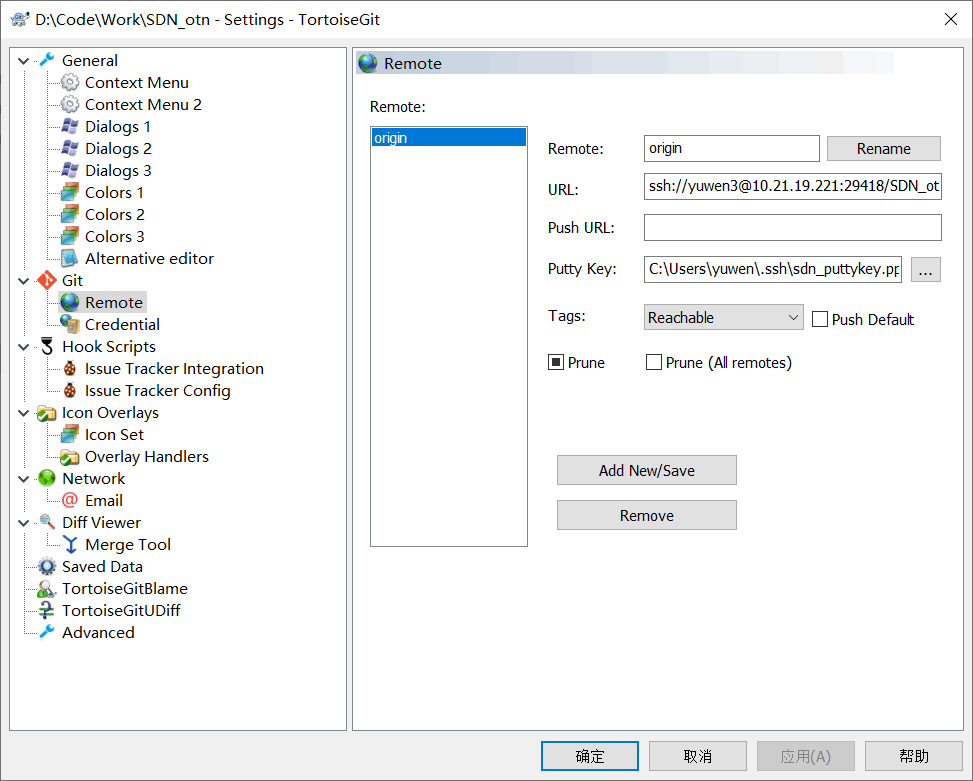 D:\Code\Work\SDN_otn - Settings - TortoiseGit
General
Context Menu
Context Menu 2
Dialogs 1
Dialogs 2
Dialogs 3
Colors 1
Colors 2
Colors 3
Alternative editor
Git
Remote
Credential
Hook Scripts
Issue Tracker Integration
Issue Tracker Config
Icon Overlays
Icon Set
Overlay Handlers
Network
Email
Diff Viewer
Merge Tool
Saved Data
TortoiseGitBlame
TortoiseGitUDiff
Advanced
Remote
Remote:
origin
Remote: origin Rename
URL: ssh://yuwen3@10.21.19.221:29418/SDN_ot
Push URL:
Putty Key: C:\Users\yuwen\.ssh\sdn_puttykey.pp ...
Tags: Reachable Push Default
Prune Prune (All remotes)
Add New/Save
Remove
确定 取消 应用(A) 帮助